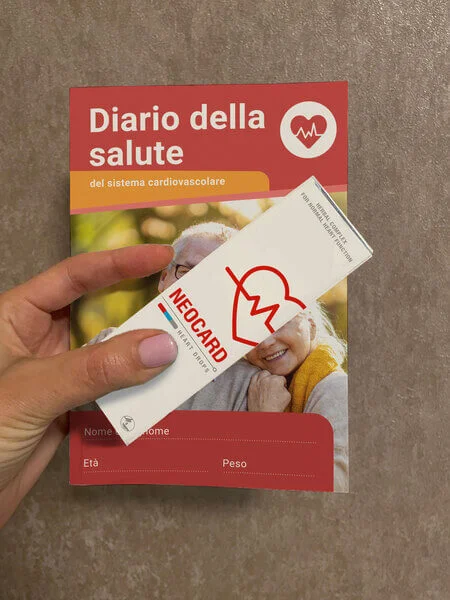 Diario della
salute
del sistema cardiovascolare
HERBAL COMPLEX
FOR NORMAL HEART FUNCTION
NEOCARD
HEART DROPS
Nome
ome
Età
Peso